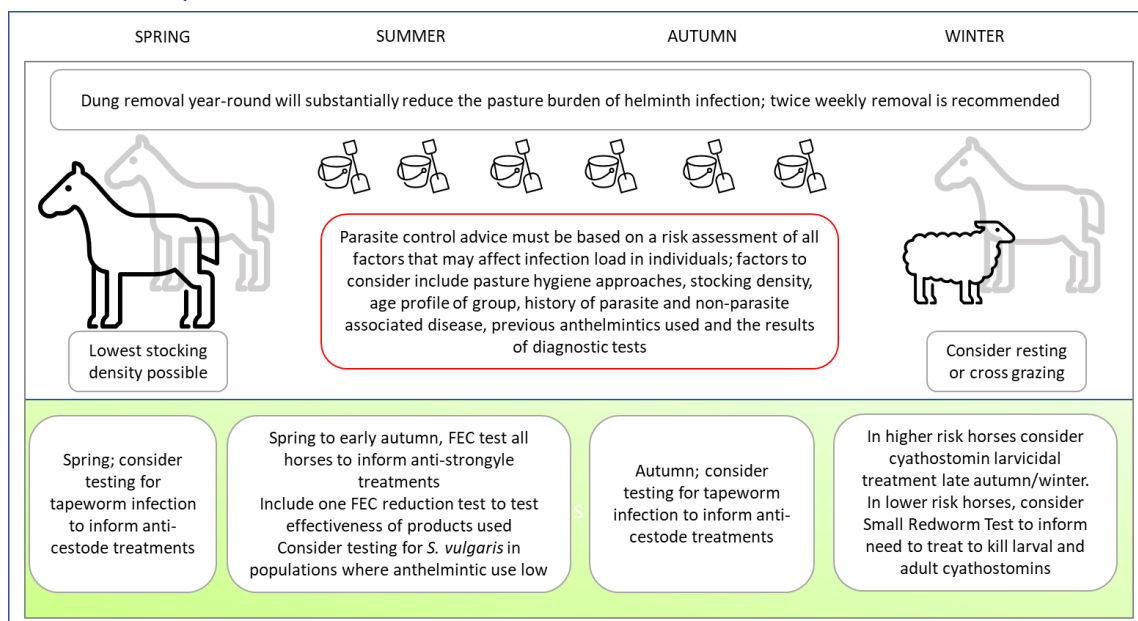 SPRING
SUMMER
AUTUMN
WINTER
Dung removal year-round will substantially reduce the pasture burden of helminth infection; twice weekly removal is recommended
Parasite control advice must be based on a risk assessment of all
factors that may affect infection load in individuals; factors to
consider include pasture hygiene approaches, stocking density,
age profile of group, history of parasite and non-parasite
associated disease, previous anthelmintics used and the results
of diagnostic tests
Lowest stocking
density possible
Consider resting
or cross grazing
Spring; consider
testing for
tapeworm infection
to inform anti-
cestode treatments
Spring to early autumn, FEC test all
horses to inform anti-strongyle
treatments
Include one FEC reduction test to test
effectiveness of products used
Consider testing for S. vulgaris in
populations where anthelmintic use low
s
Autumn; consider
testing for tapeworm
infection to inform anti-
cestode treatments
In higher risk horses consider
cyathostomin larvicidal
treatment late autumn/winter.
In lower risk horses, consider
Small Redworm Test to inform
need to treat to kill larval and
adult cyathostomins